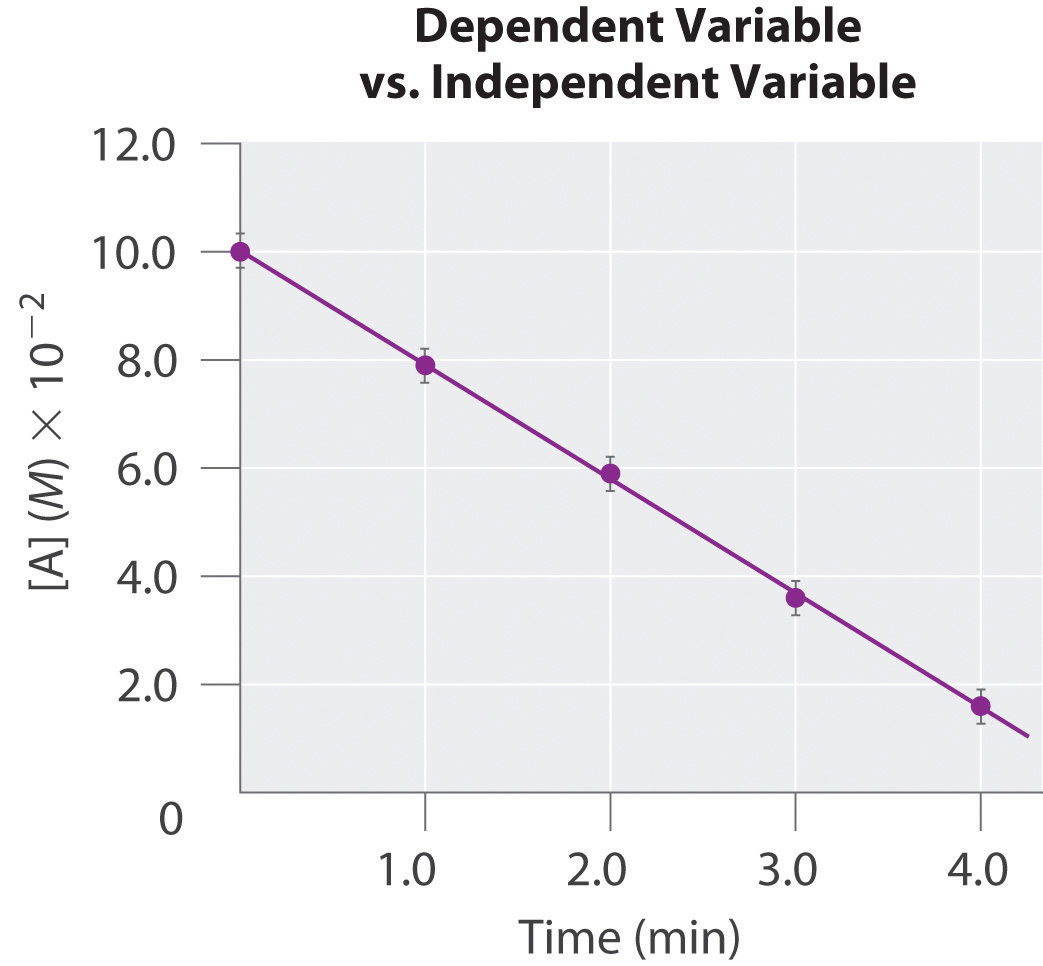 Dependent Variable
vs. Independent Variable
[A] (M) × 10⁻²
12.0
10.0
8.0
6.0
4.0
2.0
0
1.0 2.0 3.0 4.0
Time (min)